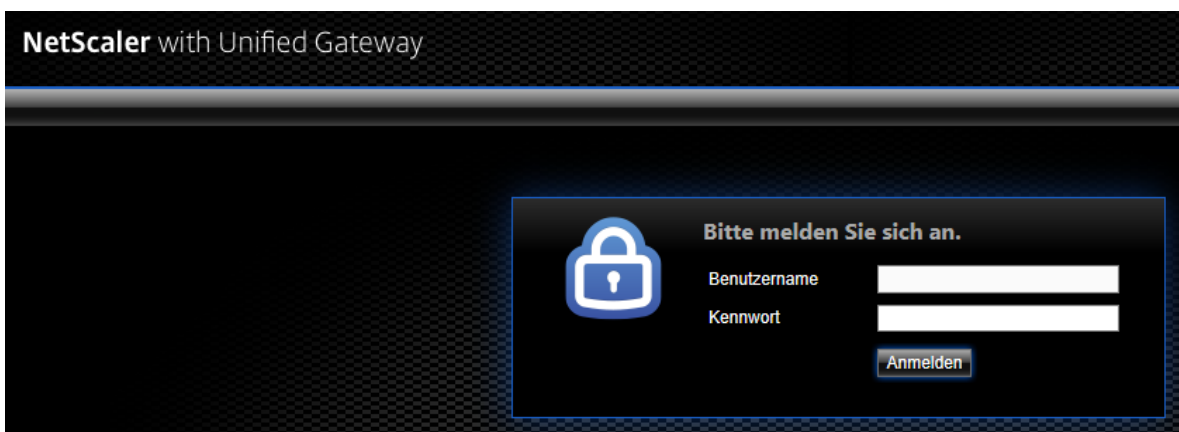 NetScaler with Unified Gateway
Bitte melden Sie sich an.
Benutzername
Kennwort
Anmelden